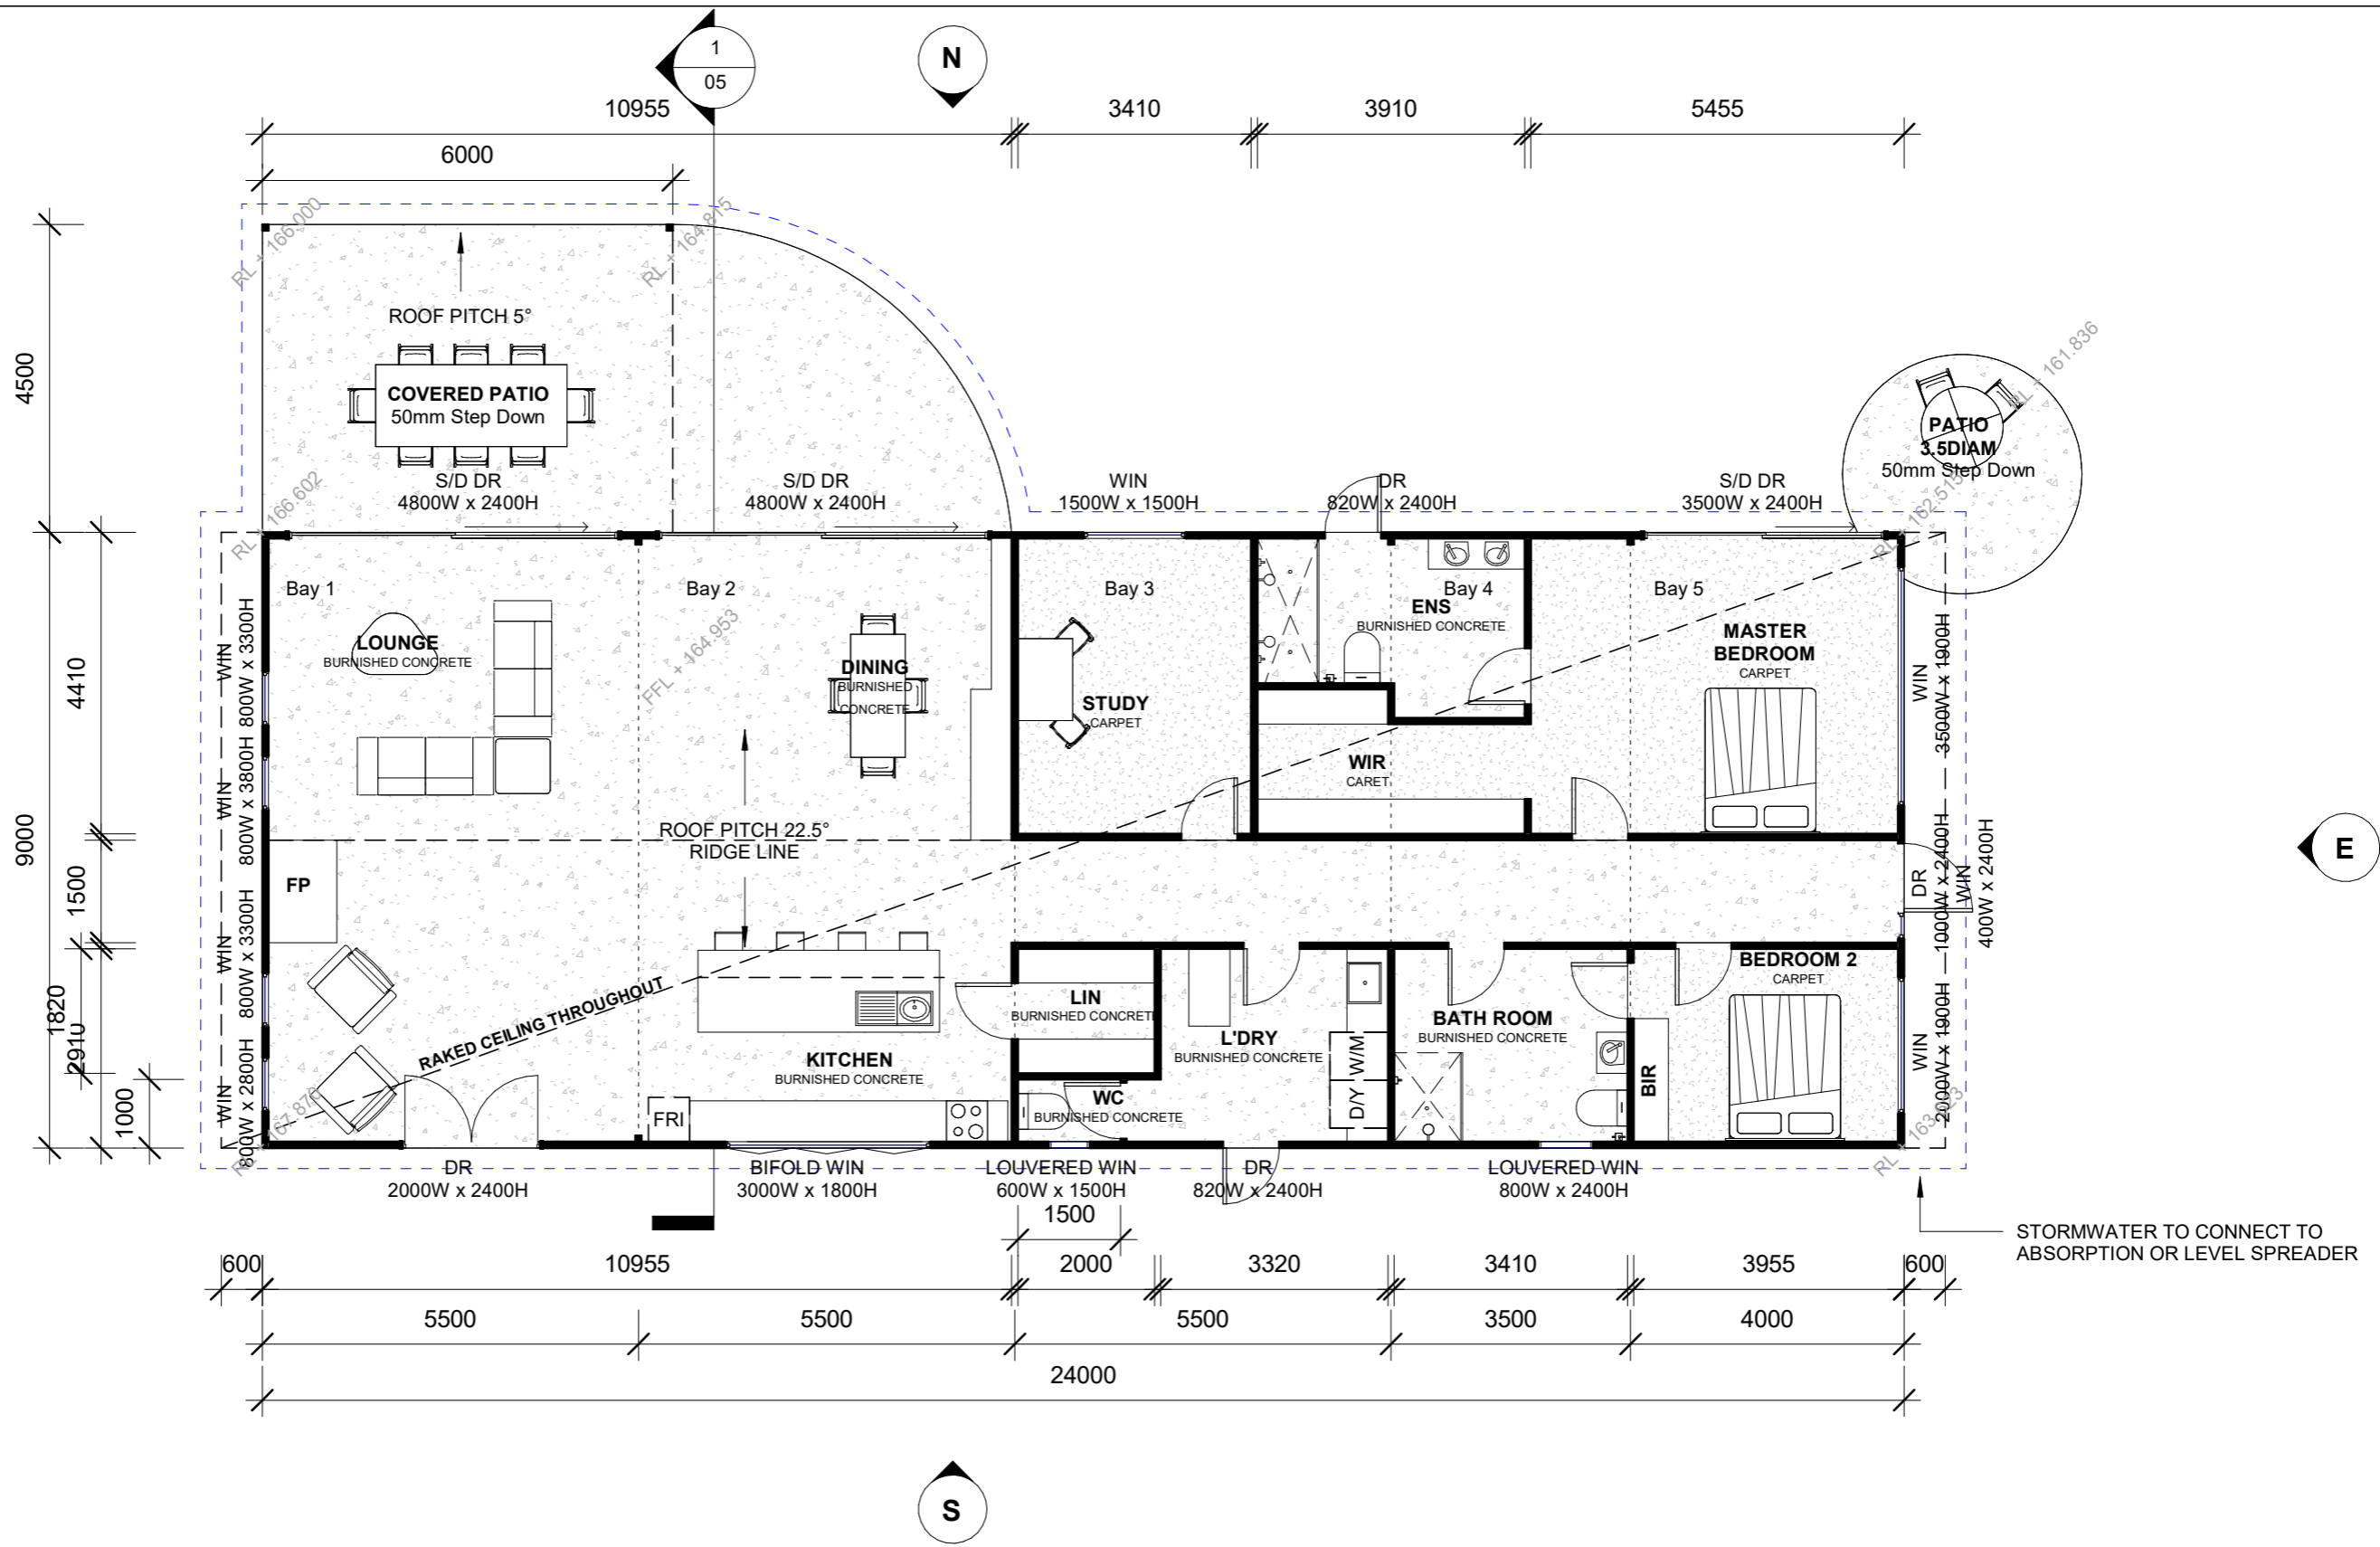 1
05
N
10955
3410
3910
5455
6000
RL + 166.000
RL + 164.815
4500
ROOF PITCH 5°
COVERED PATIO
50mm Step Down
RL + 161.836
PATIO
3.5DIAM
50mm Step Down
RL + 166.602
S/D DR
4800W x 2400H
S/D DR
4800W x 2400H
WIN
1500W x 1500H
DR
820W x 2400H
S/D DR
3500W x 2400H
RL + 162.515
Bay 1
Bay 2
Bay 3
Bay 4
Bay 5
LOUNGE
BURNISHED CONCRETE
FFL + 164.953
DINING
BURNISHED
CONCRETE
STUDY
CARPET
ENS
BURNISHED CONCRETE
MASTER
BEDROOM
CARPET
WIR
CARET
WIN
800W x 3300H
WIN
800W x 3800H
WIN
800W x 3300H
WIN
800W x 2800H
WIN
3500W x 1900H
DR
1000W x 2400H
WIN
400W x 2400H
WIN
2000W x 1900H
9000
4410
1500
1820
2910
1000
ROOF PITCH 22.5°
RIDGE LINE
E
FP
RAKED CEILING THROUGHOUT
KITCHEN
BURNISHED CONCRETE
FRI
LIN
BURNISHED CONCRETE
WC
BURNISHED CONCRETE
L'DRY
BURNISHED CONCRETE
W/M
D/Y
BATH ROOM
BURNISHED CONCRETE
BIR
BEDROOM 2
CARPET
DR
2000W x 2400H
BIFOLD WIN
3000W x 1800H
LOUVERED WIN
600W x 1500H
DR
820W x 2400H
LOUVERED WIN
800W x 2400H
1500
STORMWATER TO CONNECT TO
ABSORPTION OR LEVEL SPREADER
600
10955
2000
3320
3410
3955
600
5500
5500
5500
3500
4000
24000
S